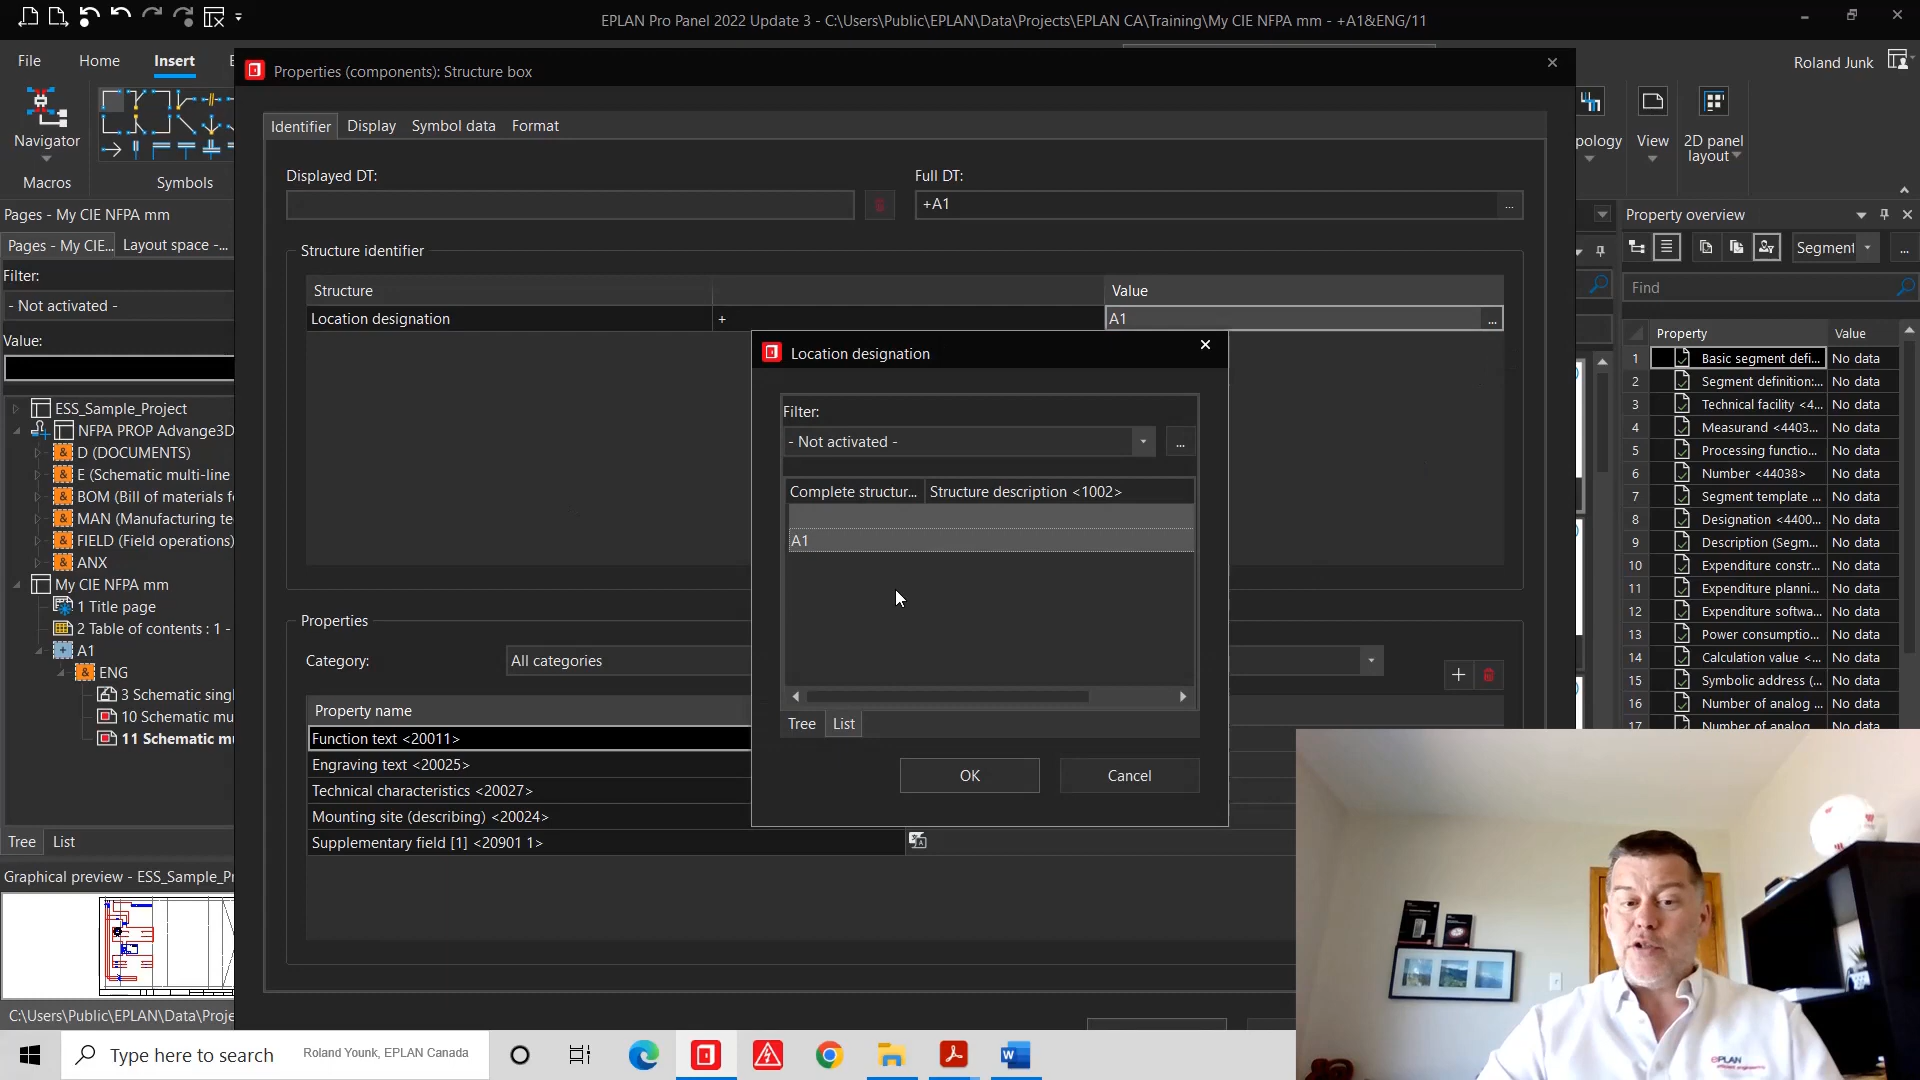 EPLAN Pro Panel 2022 Update 3 - C:\Users\Public\EPLAN\Data\Projects\EPLAN CA\Training\My CIE NFPA mm - +A1&ENG/11
File
Home
Insert
Roland Junk
Properties (components): Structure box
Navigator
Macros
Symbols
pology
View
2D panel
layout
Identifier
Display
Symbol data
Format
Displayed DT:
Full DT:
+A1
...
Structure identifier
Structure
Value
Location designation
+
A1
...
Pages - My CIE NFPA mm
Pages - My CIE...
Layout space -...
Filter:
- Not activated -
Value:
ESS_Sample_Project
NFPA PROP Advange3D
D (DOCUMENTS)
E (Schematic multi-line
BOM (Bill of materials f
MAN (Manufacturing te
FIELD (Field operations)
ANX
My CIE NFPA mm
1 Title page
2 Table of contents : 1 -
A1
ENG
3 Schematic sing
10 Schematic mu
11 Schematic m
Tree
List
Graphical preview - ESS_Sample_Pr
C:\Users\Public\EPLAN\Data\Proje
Location designation
Filter:
- Not activated -
...
Complete structur...
Structure description <1002>
A1
Tree
List
OK
Cancel
Properties
Category:
All categories
Property name
Function text <20011>
Engraving text <20025>
Technical characteristics <20027>
Mounting site (describing) <20024>
Supplementary field [1] <20901 1>
Property overview
Segment
...
Find
Property
Value
1 Basic segment defi... No data
2 Segment definition:... No data
3 Technical facility <4... No data
4 Measurand <4403... No data
5 Processing functio... No data
6 Number <44038> No data
7 Segment template ... No data
8 Designation <4400... No data
9 Description (Segm... No data
10 Expenditure constr... No data
11 Expenditure planni... No data
12 Expenditure softwa... No data
13 Power consumptio... No data
14 Calculation value <... No data
15 Symbolic address (... No data
16 Number of analog ... No data
17 Number of analog ... No data
ePLAN
Type here to search
Roland Younk, EPLAN Canada